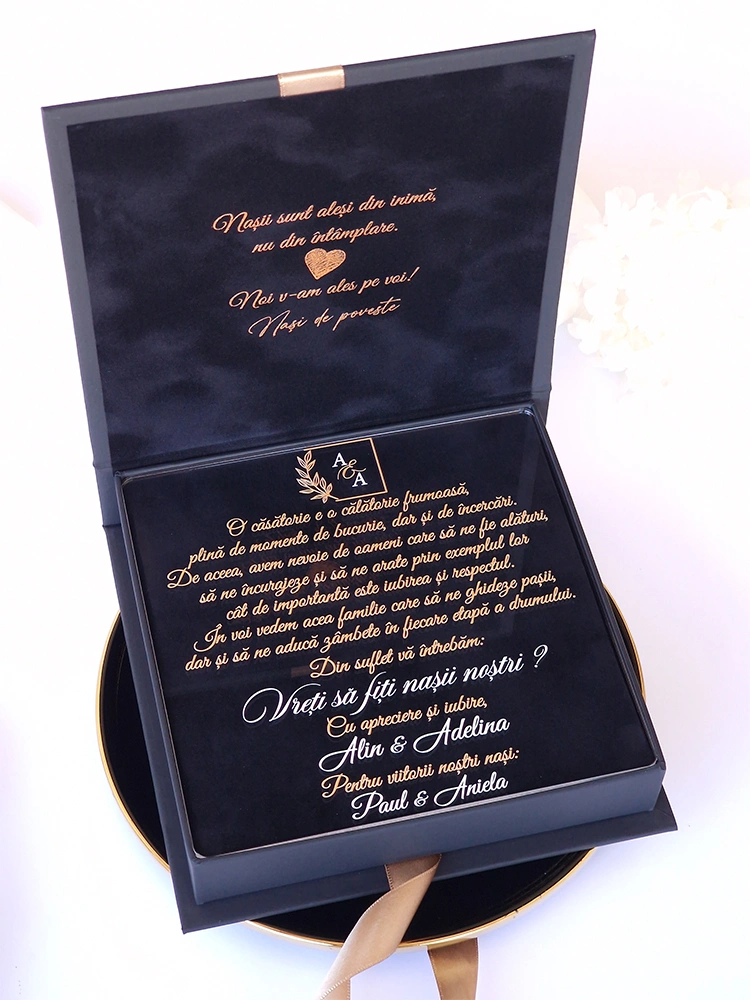 Nașii sunt aleși din inimă,
nu din întâmplare.
Noi v-am ales pe voi!
Nași de poveste
A
&
A
O căsătorie e o călătorie frumoasă,
plină de momente de bucurie, dar și de încercări.
De aceea, avem nevoie de oameni care să ne fie alături,
să ne încurajeze și să ne arate prin exemplul lor
cât de importantă este iubirea și respectul.
În voi vedem acea familie care să ne ghideze pașii,
dar și să ne aducă zâmbete în fiecare etapă a drumului.
Din suflet vă întrebăm:
Vreți să fiți nașii noștri ?
Cu apreciere și iubire,
Alin & Adelina
Pentru viitorii noștri nași:
Paul & Aniela